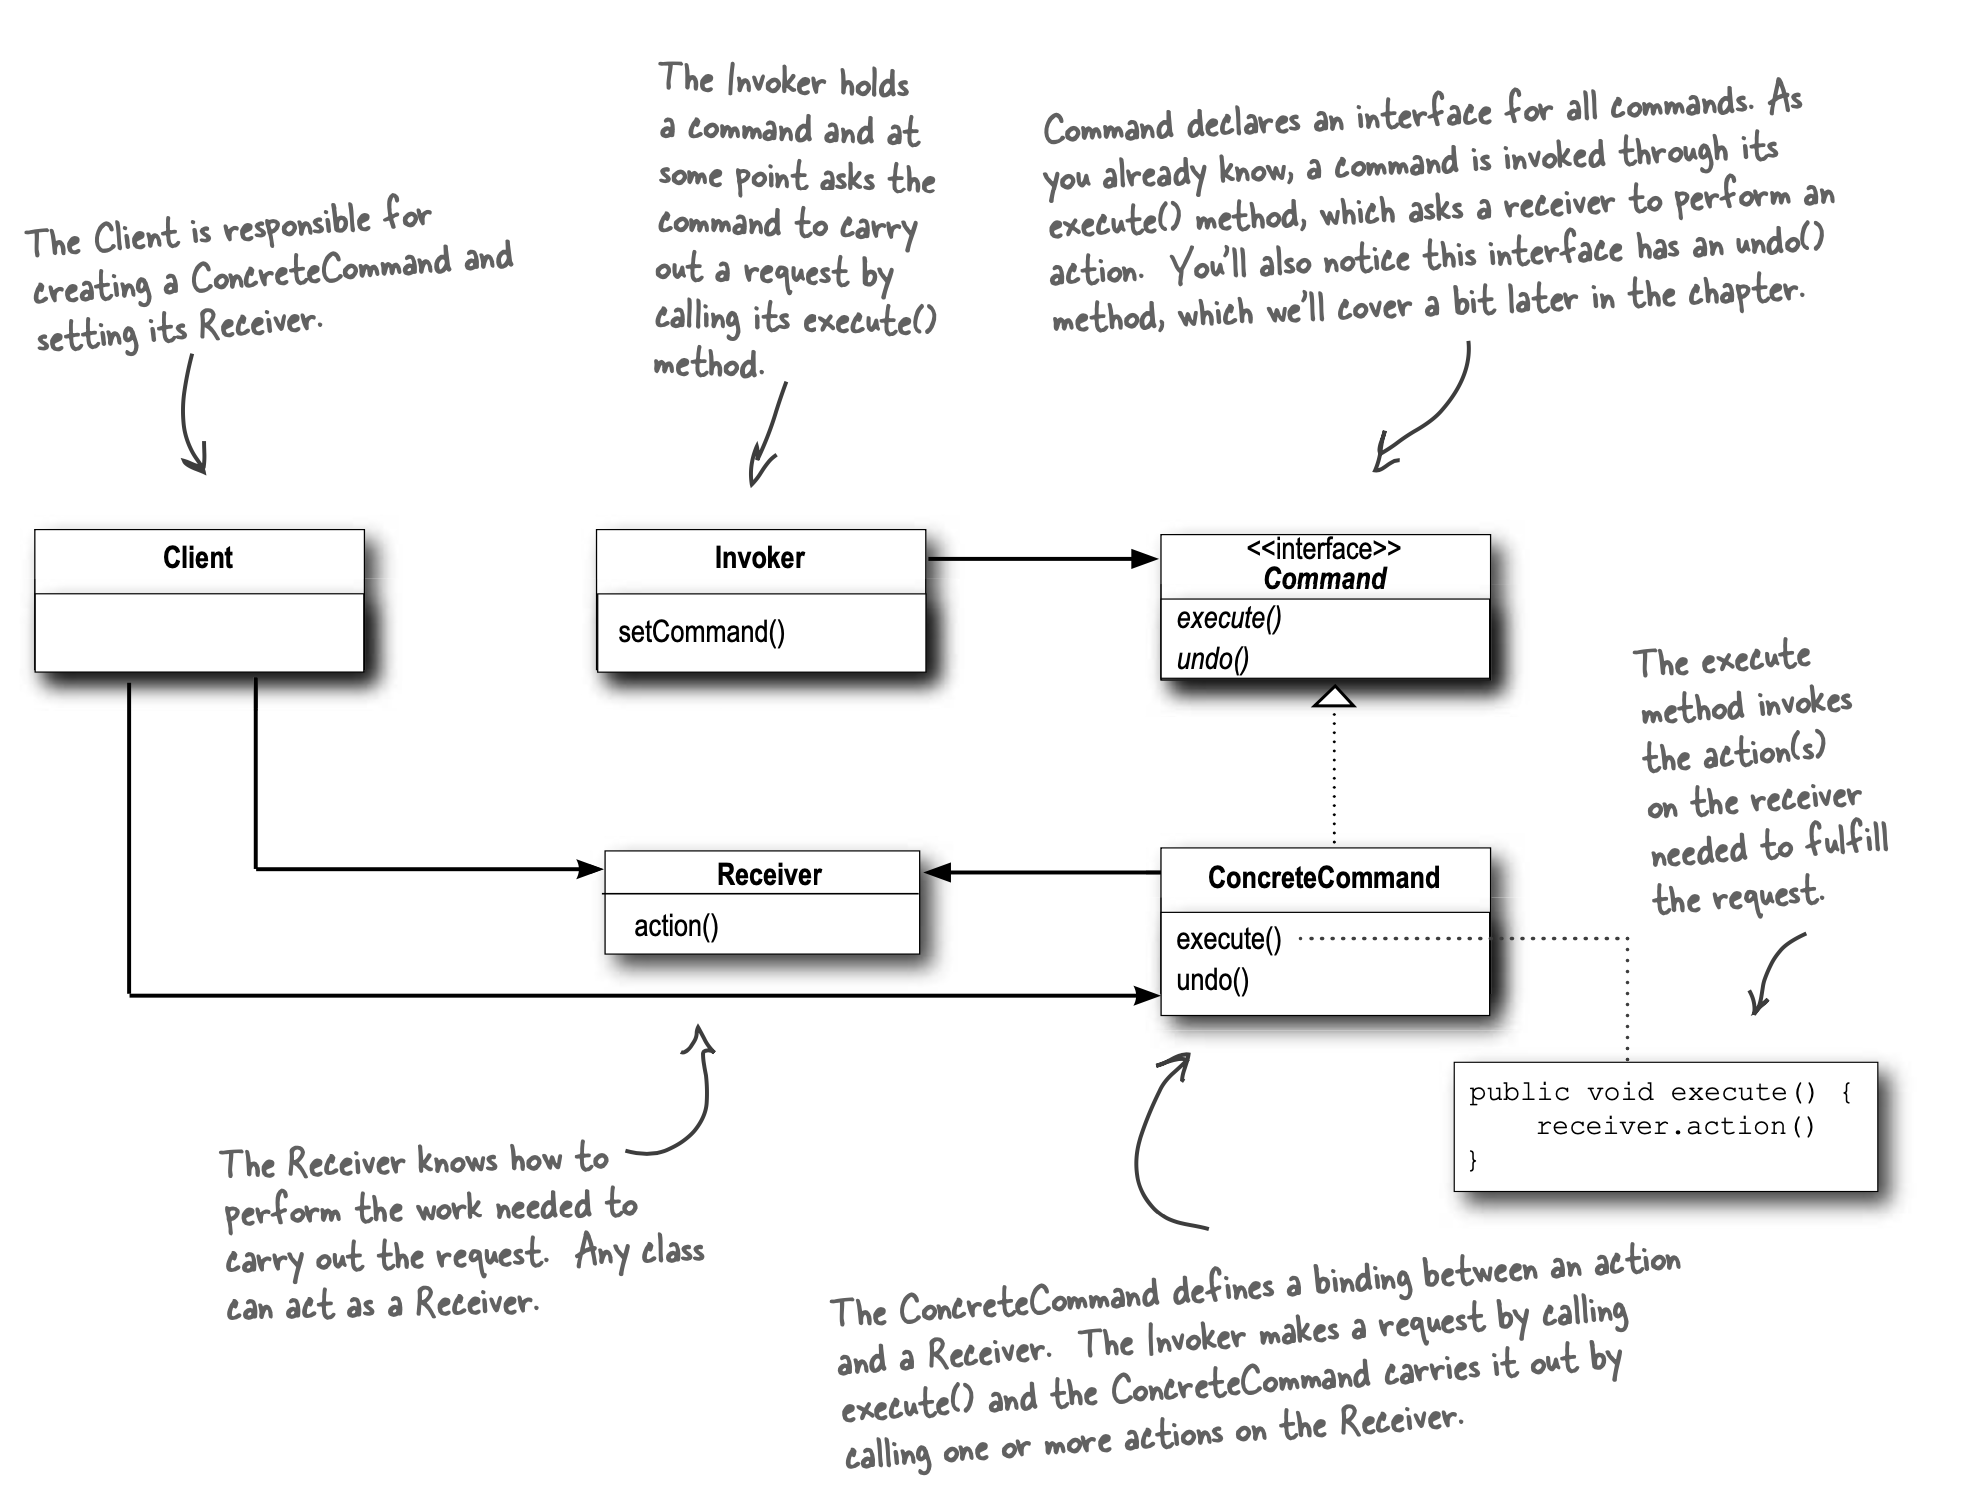 The Client is responsible for
creating a ConcreteCommand and
setting its Receiver.
The Invoker holds
a command and at
some point asks the
command to carry
out a request by
calling its execute()
method.
Command declares an interface for all commands. As
you already know, a command is invoked through its
execute() method, which asks a receiver to perform an
action. You'll also notice this interface has an undo()
method, which we'll cover a bit later in the chapter.
Client
Invoker
setCommand()
<<interface>>
Command
execute()
undo()
The execute
method invokes
the action(s)
on the receiver
needed to fulfill
the request.
Receiver
action()
ConcreteCommand
execute()
undo()
public void execute() {
receiver.action()
}
The Receiver knows how to
perform the work needed to
carry out the request. Any class
can act as a Receiver.
The ConcreteCommand defines a binding between an action
and a Receiver. The Invoker makes a request by calling
execute() and the ConcreteCommand carries it out by
calling one or more actions on the Receiver.